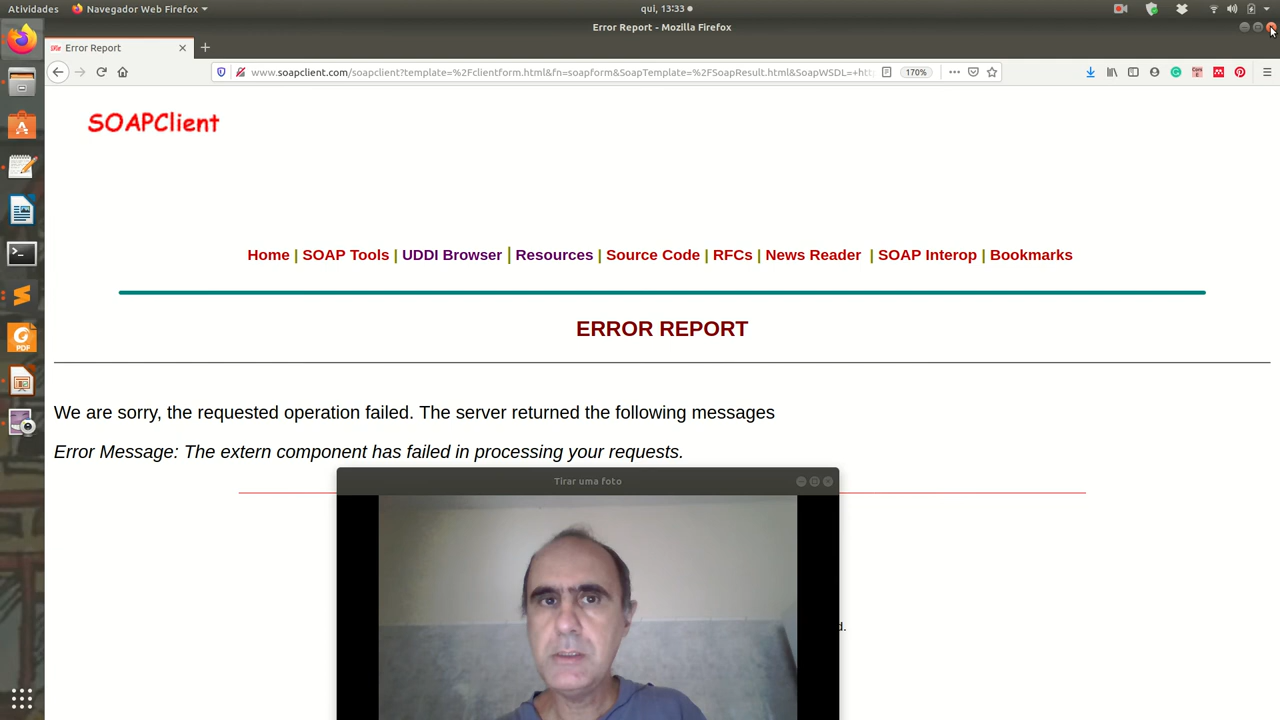 Atividades Navegador Web Firefox qui, 13:33
Error Report - Mozilla Firefox
Error Report
www.soapclient.com/soapclient?template=%2Fclientform.html&fn=soapform&SoapTemplate=%2FSoapResult.html&SoapWSDL=+htt 170%
SOAPClient
Home | SOAP Tools | UDDI Browser | Resources | Source Code | RFCs | News Reader | SOAP Interop | Bookmarks
ERROR REPORT
We are sorry, the requested operation failed. The server returned the following messages
Error Message: The extern component has failed in processing your requests.
Tirar uma foto
d.
PDF